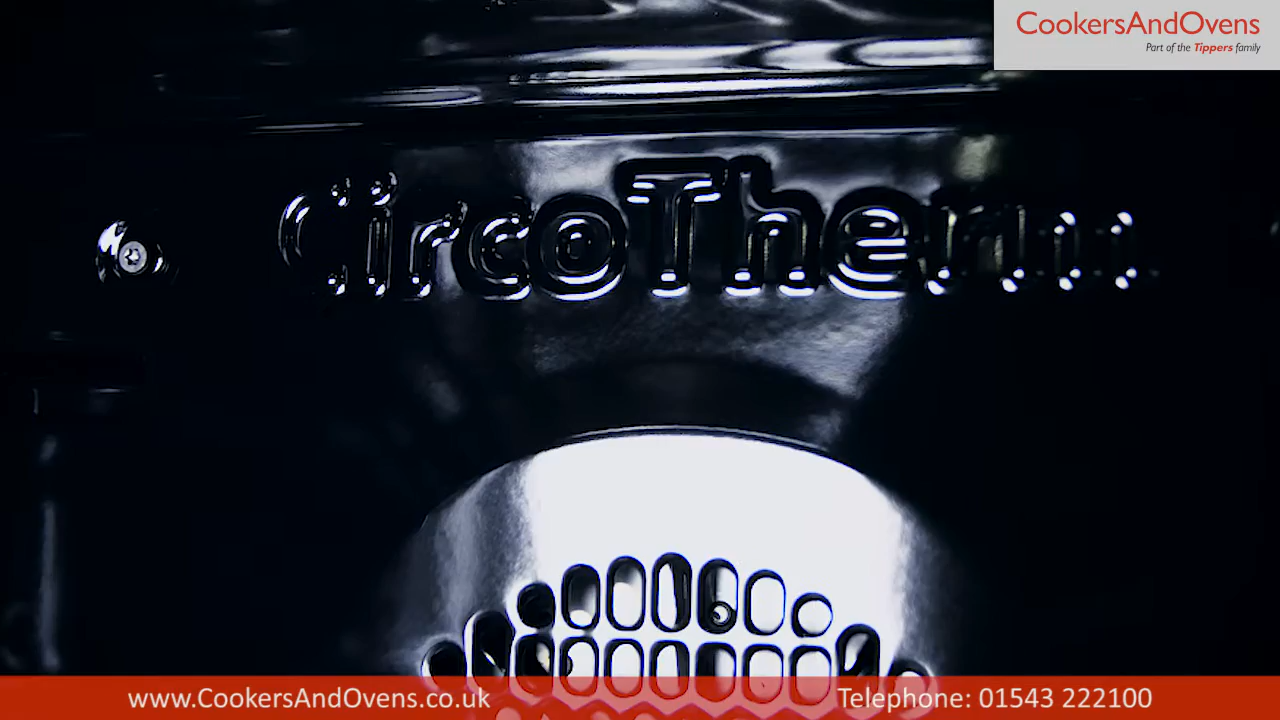 CookersAndOvens
Part of the Tippers family
CircoTherm
www.CookersAndOvens.co.uk
Telephone: 01543 222100